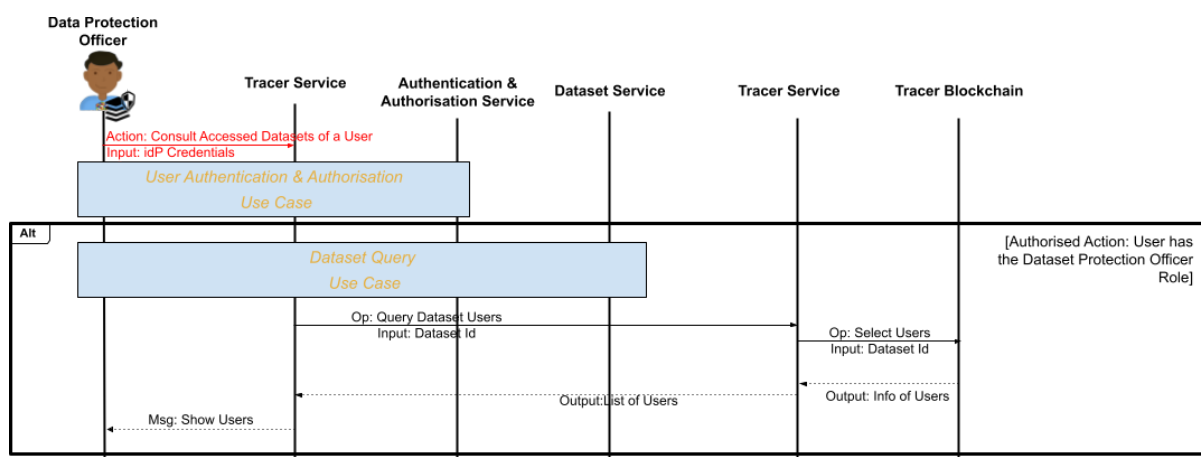 Data Protection
Officer
Tracer Service
Authentication &
Authorisation Service
Dataset Service
Tracer Service
Tracer Blockchain
Action: Consult Accessed Datasets of a User
Input: idP Credentials
User Authentication & Authorisation
Use Case
Alt
[Authorised Action: User has
the Dataset Protection Officer
Role]
Dataset Query
Use Case
Op: Query Dataset Users
Input: Dataset Id
Op: Select Users
Input: Dataset Id
Output: Info of Users
Output:List of Users
Msg: Show Users